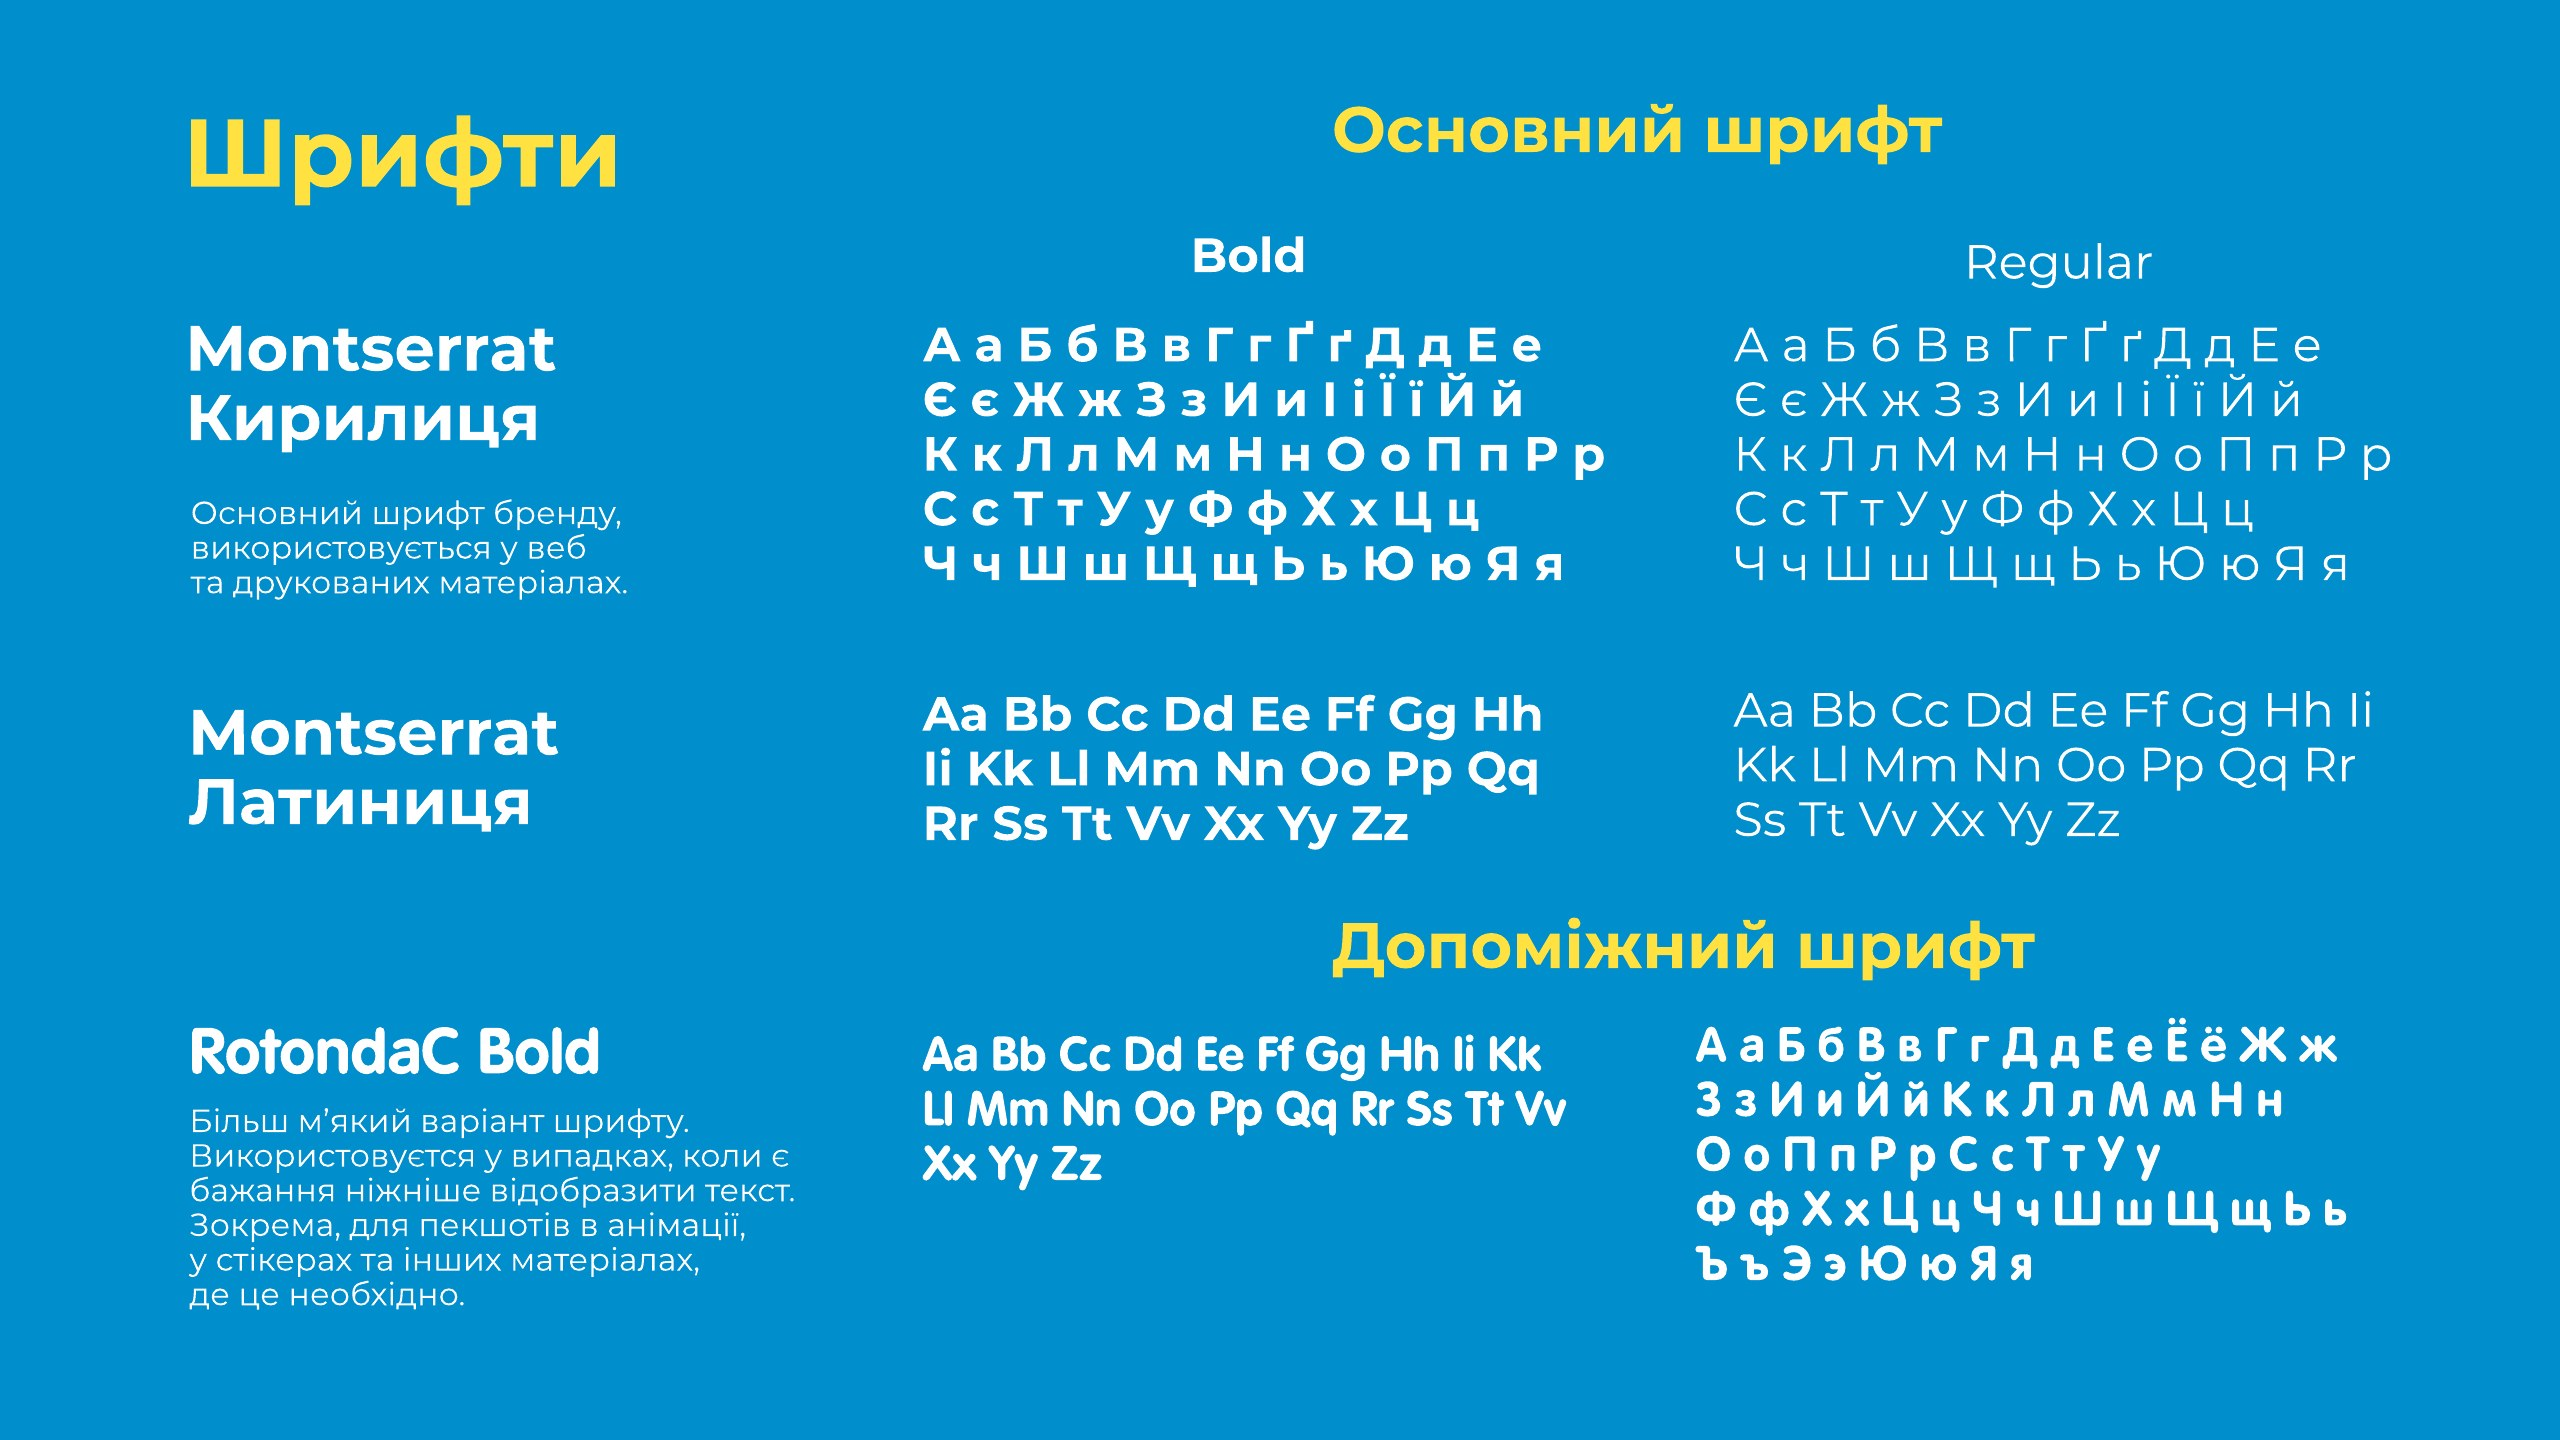 Шрифти
Основний шрифт
Bold
Regular
Montserrat
Кирилиця
Основний шрифт бренду,
використовується у веб
та друкованих матеріалах.
А а Б б В в Г г Ґ ґ Д д Е е
Є є Ж ж З з И и І і Ї ї Й й
К к Л л М м Н н О о П п Р р
С с Т т У у Ф ф Х х Ц ц
Ч ч Ш ш Щ щ Ь ь Ю ю Я я
А а Б б В в Г г Ґ ґ Д д Е е
Є є Ж ж З з И и І і Ї ї Й й
К к Л л М м Н н О о П п Р р
С с Т т У у Ф ф Х х Ц ц
Ч ч Ш ш Щ щ Ь ь Ю ю Я я
Montserrat
Латиниця
Aa Bb Cc Dd Ee Ff Gg Hh
Ii Kk Ll Mm Nn Oo Pp Qq
Rr Ss Tt Vv Xx Yy Zz
Aa Bb Cc Dd Ee Ff Gg Hh Ii
Kk Ll Mm Nn Oo Pp Qq Rr
Ss Tt Vv Xx Yy Zz
Допоміжний шрифт
RotondaC Bold
Більш м’який варіант шрифту.
Використовуєтся у випадках, коли є
бажання ніжніше відобразити текст.
Зокрема, для пекшотів в анімації,
у стікерах та інших матеріалах,
де це необхідно.
Aa Bb Cc Dd Ee Ff Gg Hh Ii Kk
Ll Mm Nn Oo Pp Qq Rr Ss Tt Vv
Xx Yy Zz
А а Б б В в Г г Д д Е е Ё ё Ж ж
З з И и Й й К к Л л М м Н н
О о П п Р р С с Т т У у
Ф ф Х х Ц ц Ч ч Ш ш Щ щ Ь ь
Ъ ъ Э э Ю ю Я я